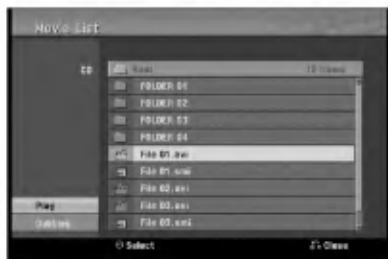 Movie List
CD
Root
FOLDER 01
FOLDER 02
FOLDER 03
FOLDER 04
File 01.avi
File 01.smi
File 02.avi
File 03.avi
File 03.smi
Play
Select
Close